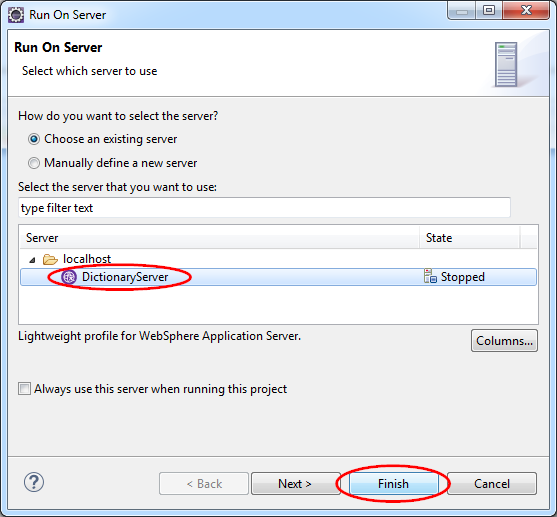 Run On Server
Run On Server
Select which server to use
How do you want to select the server?
Choose an existing server
Manually define a new server
Select the server that you want to use:
type filter text
Server State
localhost
DictionaryServer Stopped
Lightweight profile for WebSphere Application Server.
Columns...
Always use this server when running this project
? < Back Next > Finish Cancel